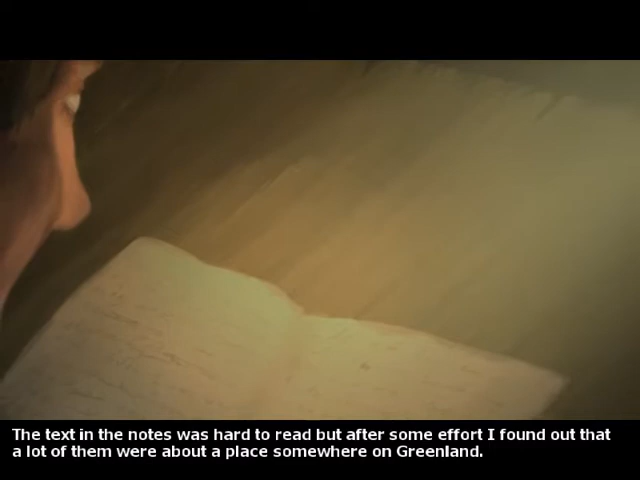 The text in the notes was hard to read but after some effort I found out that
a lot of them were about a place somewhere on Greenland.